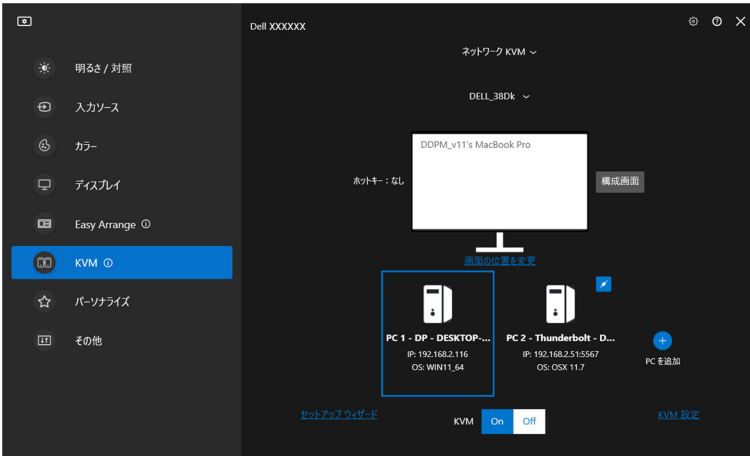 Dell XXXXXX
明るさ / 対照
入力ソース
カラー
ディスプレイ
Easy Arrange
KVM
パーソナライズ
その他
ネットワーク KVM
DELL_38Dk
DDPM_v11's MacBook Pro
ホットキー：なし
構成画面
画面の位置を変更
PC 1 - DP - DESKTOP-...
IP: 192.168.2.116
OS: WIN11_64
PC 2 - Thunderbolt - D...
IP: 192.168.2.51:5567
OS: OSX 11.7
PC を追加
セットアップ ウィザード
KVM On Off
KVM 設定